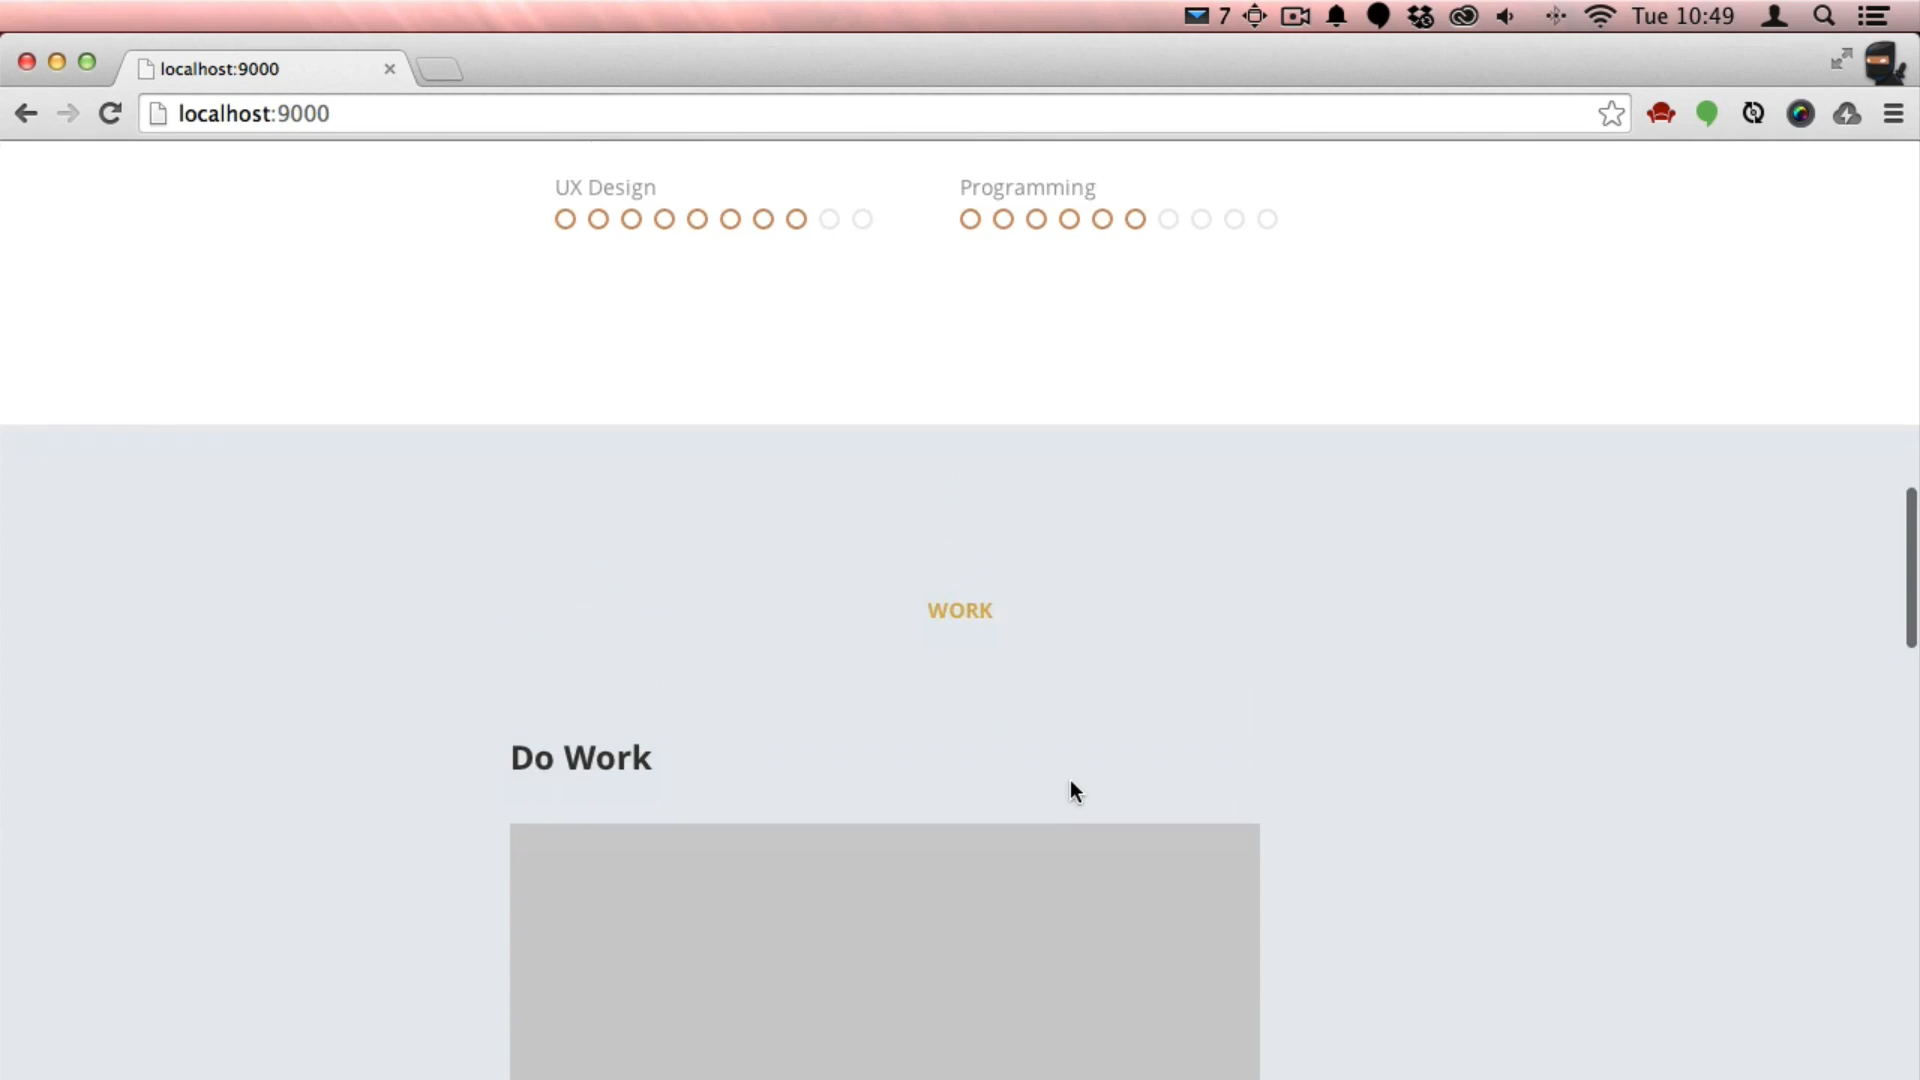 7 Tue 10:49
localhost:9000
localhost:9000
UX Design Programming
WORK
Do Work